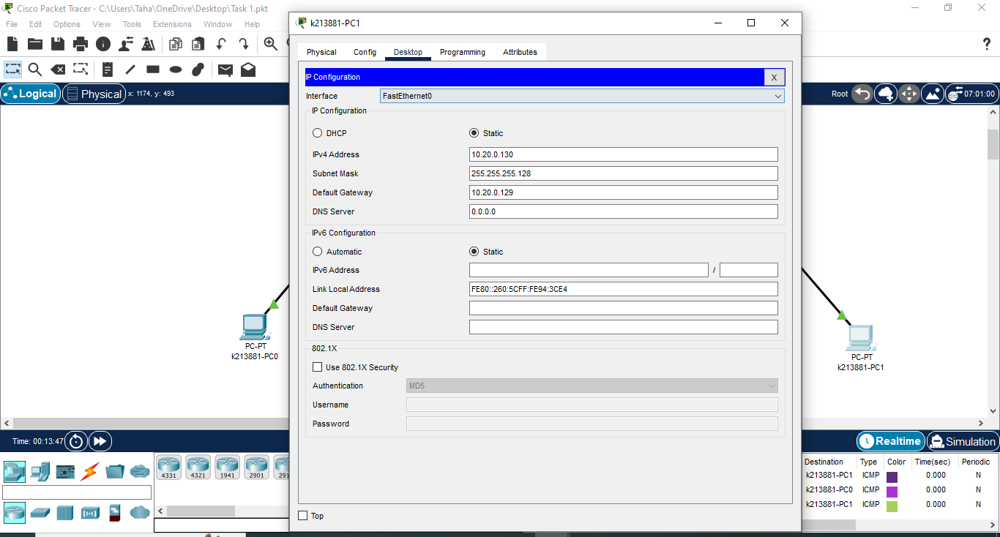 Cisco Packet Tracer - C:\Users\Taha\OneDrive\Desktop\Task 1.pkt
File Edit Options View Tools Extensions Window Help
?
Logical Physical x: 1174, y: 493
Root 07:01:00
k213881-PC1
Physical Config Desktop Programming Attributes
IP Configuration X
Interface FastEthernet0
IP Configuration
DHCP Static
IPv4 Address 10.20.0.130
Subnet Mask 255.255.255.128
Default Gateway 10.20.0.129
DNS Server 0.0.0.0
IPv6 Configuration
Automatic Static
IPv6 Address /
Link Local Address FE80::260:5CFF:FE94:3CE4
Default Gateway
DNS Server
802.1X
Use 802.1X Security
Authentication MD5
Username
Password
Top
PC-PT
k213881-PC0
PC-PT
k213881-PC1
Time: 00:13:47
Realtime Simulation
4331 4321 1941 2901 291
Destination Type Color Time(sec) Periodic
k213881-PC1 ICMP 0.000 N
k213881-PC0 ICMP 0.000 N
k213881-PC1 ICMP 0.000 N